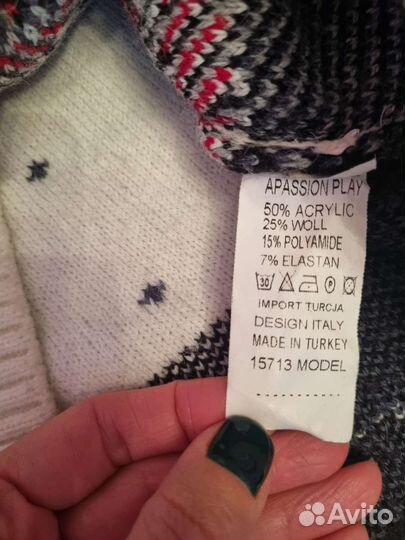 APASSION PLAY
50% ACRYLIC
25% WOLL
15% POLYAMIDE
7% ELASTAN
30 P
IMPORT TURCJA
DESIGN ITALY
MADE IN TURKEY
15713 MODEL
Avito